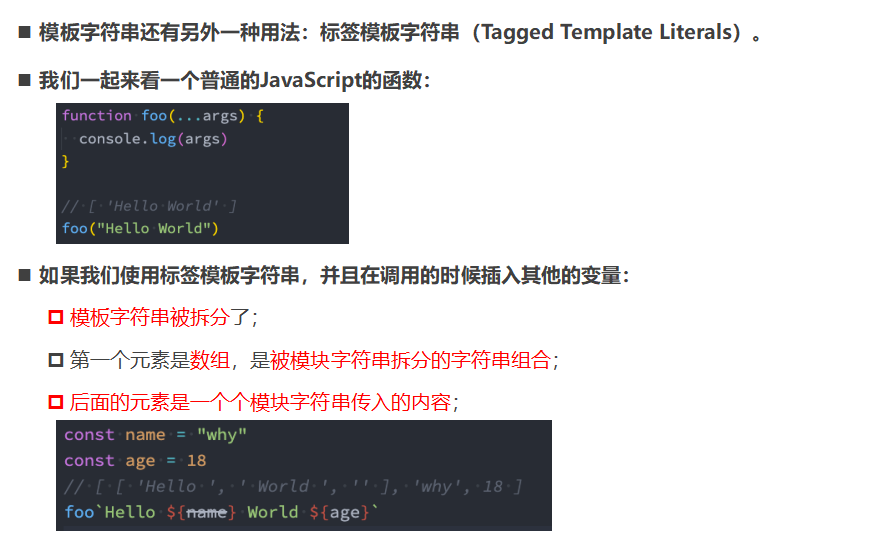 ■ 模板字符串还有另外一种用法：标签模板字符串（Tagged Template Literals）。
■ 我们一起来看一个普通的JavaScript的函数：
function foo(...args) {
  console.log(args)
}
// [ 'Hello World' ]
foo("Hello World")
■ 如果我们使用标签模板字符串，并且在调用的时候插入其他的变量：
模板字符串被拆分了；
第一个元素是数组，是被模块字符串拆分的字符串组合；
后面的元素是一个个模块字符串传入的内容；
const name = "why"
const age = 18
// [ [ 'Hello ', ' World ', '' ], 'why', 18 ]
foo`Hello ${name} World ${age}`